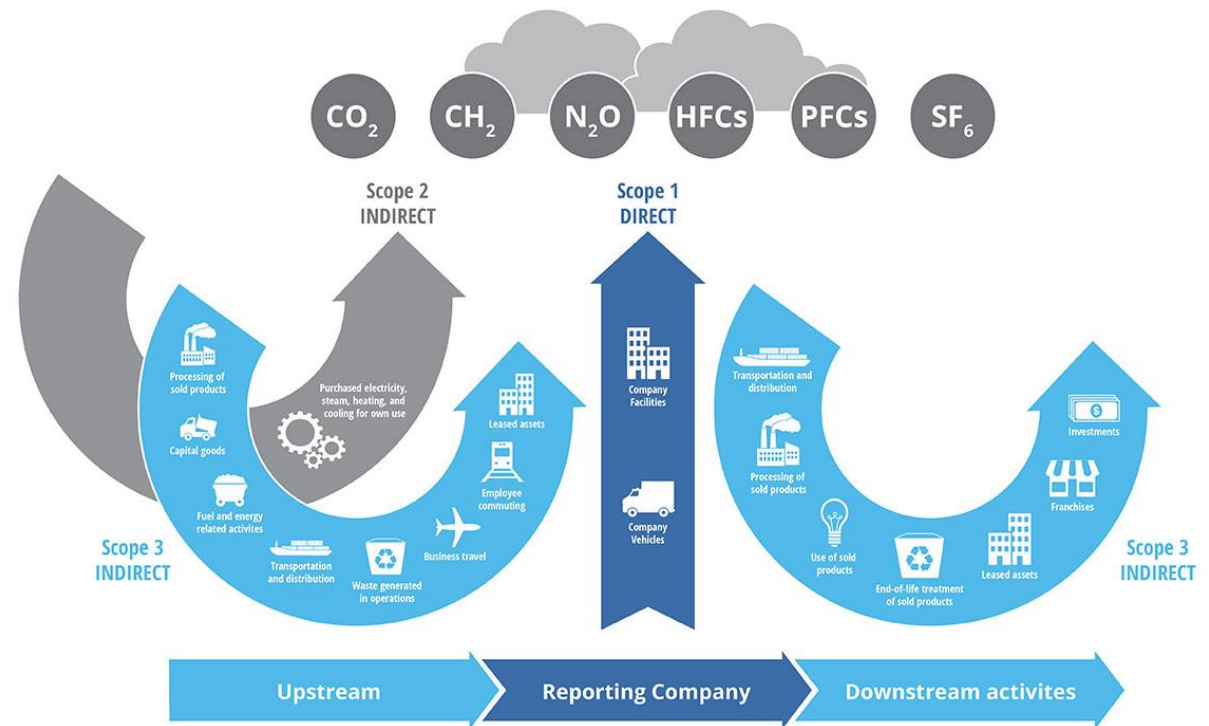 CO₂
CH₂
N₂O
HFCs
PFCs
SF₆
Scope 2
INDIRECT
Scope 1
DIRECT
Processing of
sold products
Capital goods
Fuel and energy
related activites
Transportation
and distribution
Waste generated
in operations
Business travel
Employee
commuting
Leased assets
Purchased electricity,
steam, heating, and
cooling for own use
Scope 3
INDIRECT
Company
Facilities
Company
Vehicles
Transportation and
distribution
Processing of
sold products
Use of sold
products
End-of-life treatment
of sold products
Leased assets
Franchises
Investments
Scope 3
INDIRECT
Upstream
Reporting Company
Downstream activites